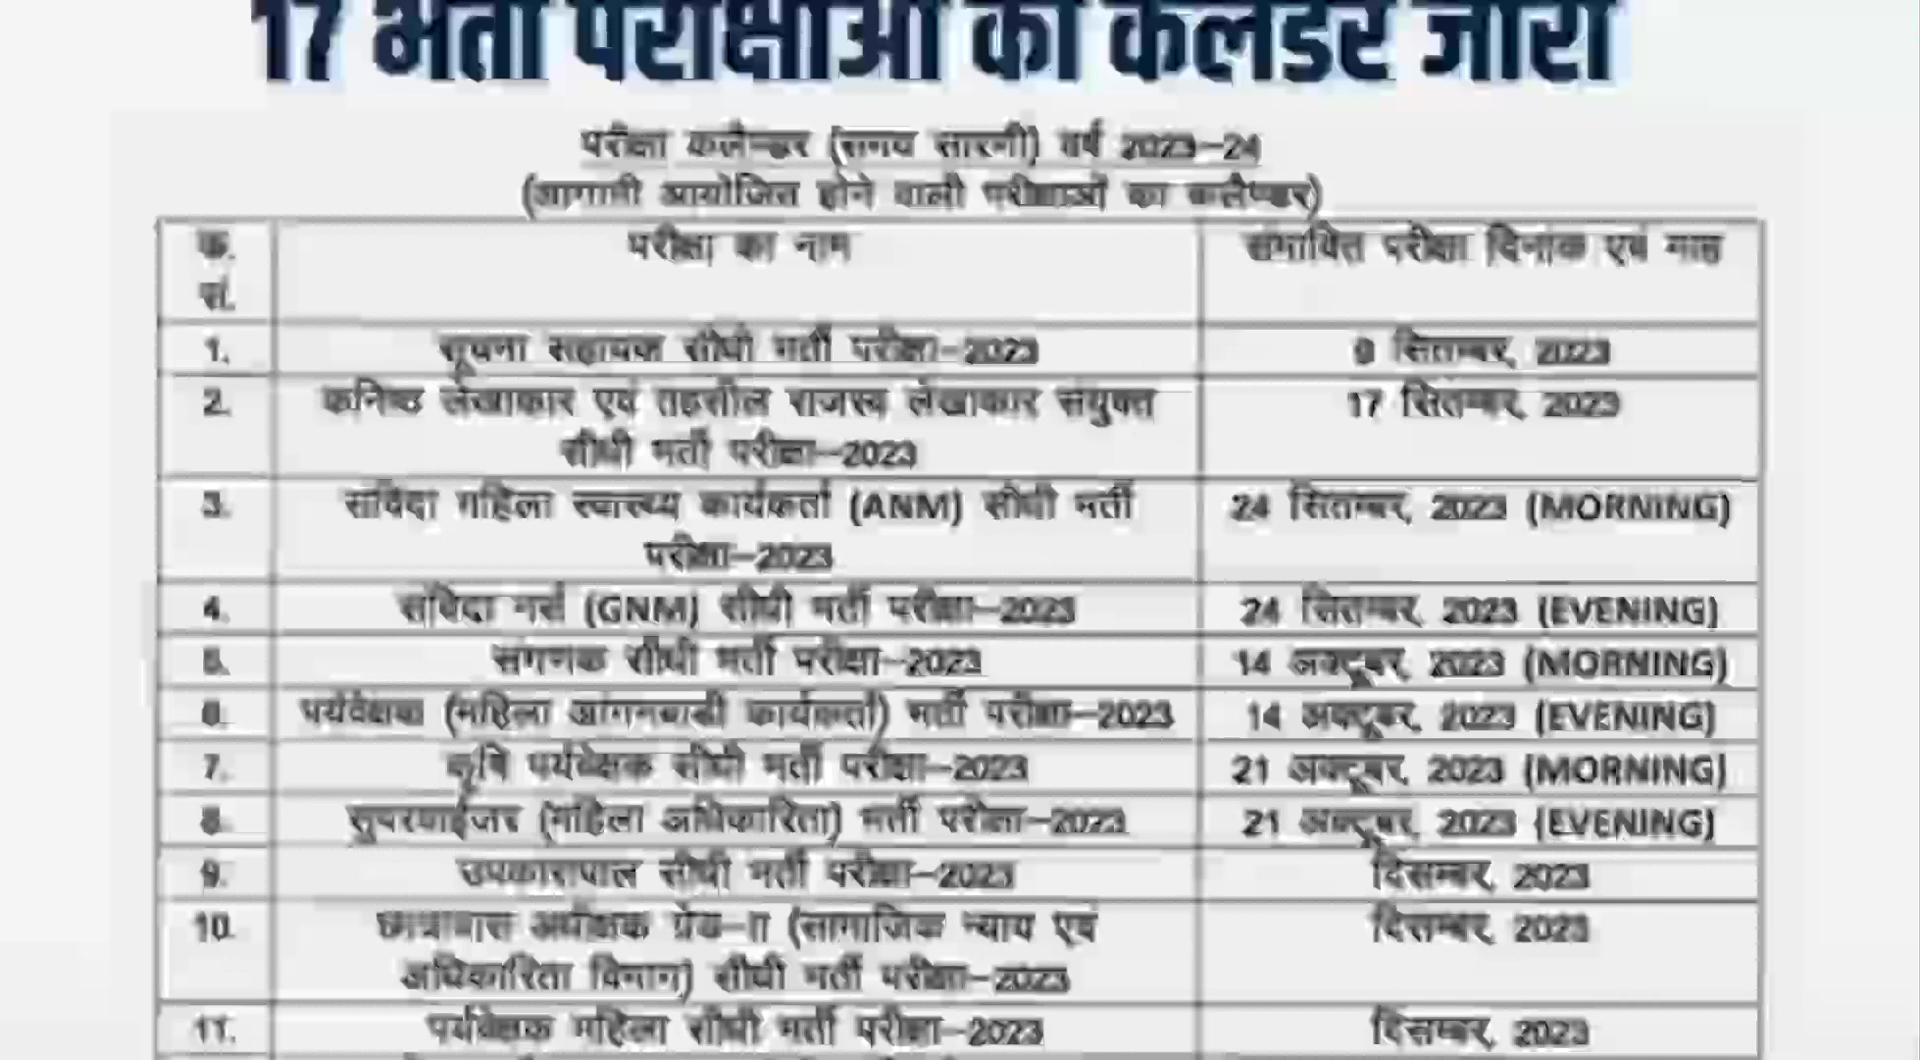 17 भर्ती परीक्षाओं का कैलेंडर जारी
परीक्षा कलैण्डर (समय सारणी) वर्ष 2023–24
(आगामी आयोजित होने वाली परीक्षाओं का कलैण्डर)
क. सं. परीक्षा का नाम संभावित परीक्षा दिनांक एवं माह
1. सूचना सहायक सीधी भर्ती परीक्षा–2023 9 सितम्बर, 2023
2. कनिष्ठ लेखाकार एवं तहसील राजस्व लेखाकार संयुक्त 17 सितम्बर, 2023
सीधी भर्ती परीक्षा–2023
3. संविदा महिला स्वास्थ्य कार्यकर्ता (ANM) सीधी भर्ती 24 सितम्बर, 2023 (MORNING)
परीक्षा–2023
4. संविदा नर्स (GNM) सीधी भर्ती परीक्षा–2023 24 सितम्बर, 2023 (EVENING)
5. संगणक सीधी भर्ती परीक्षा–2023 14 अक्टूबर, 2023 (MORNING)
6. पर्यवेक्षक (महिला आंगनबाडी कार्यकर्ता) भर्ती परीक्षा–2023 14 अक्टूबर, 2023 (EVENING)
7. कृषि पर्यवेक्षक सीधी भर्ती परीक्षा–2023 21 अक्टूबर, 2023 (MORNING)
8. सुपरवाईजर (महिला अधिकारिता) भर्ती परीक्षा–2023 21 अक्टूबर, 2023 (EVENING)
9. उपकारापाल सीधी भर्ती परीक्षा–2023 दिसम्बर, 2023
10. छात्रावास अधीक्षक ग्रेड–II (सामाजिक न्याय एवं दिसम्बर, 2023
अधिकारिता विभाग) सीधी भर्ती परीक्षा–2023
11. पर्यवेक्षक महिला सीधी भर्ती परीक्षा–2023 दिसम्बर, 2023